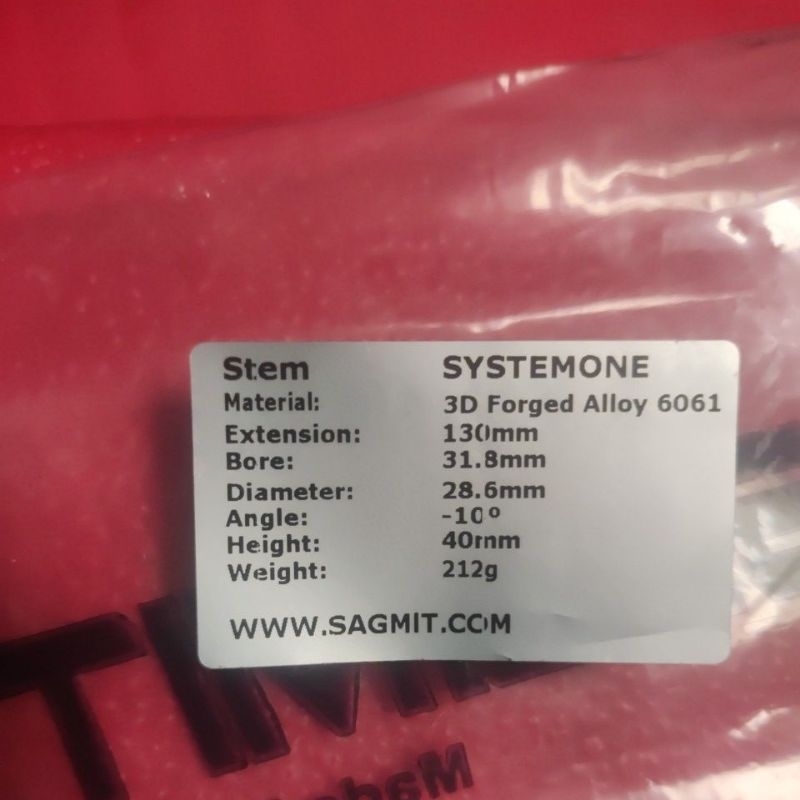 Stem SYSTEMONE
Material: 3D Forged Alloy 6061
Extension: 130mm
Bore: 31.8mm
Diameter: 28.6mm
Angle: -10°
Height: 40mm
Weight: 212g
WWW.SAGMIT.COM